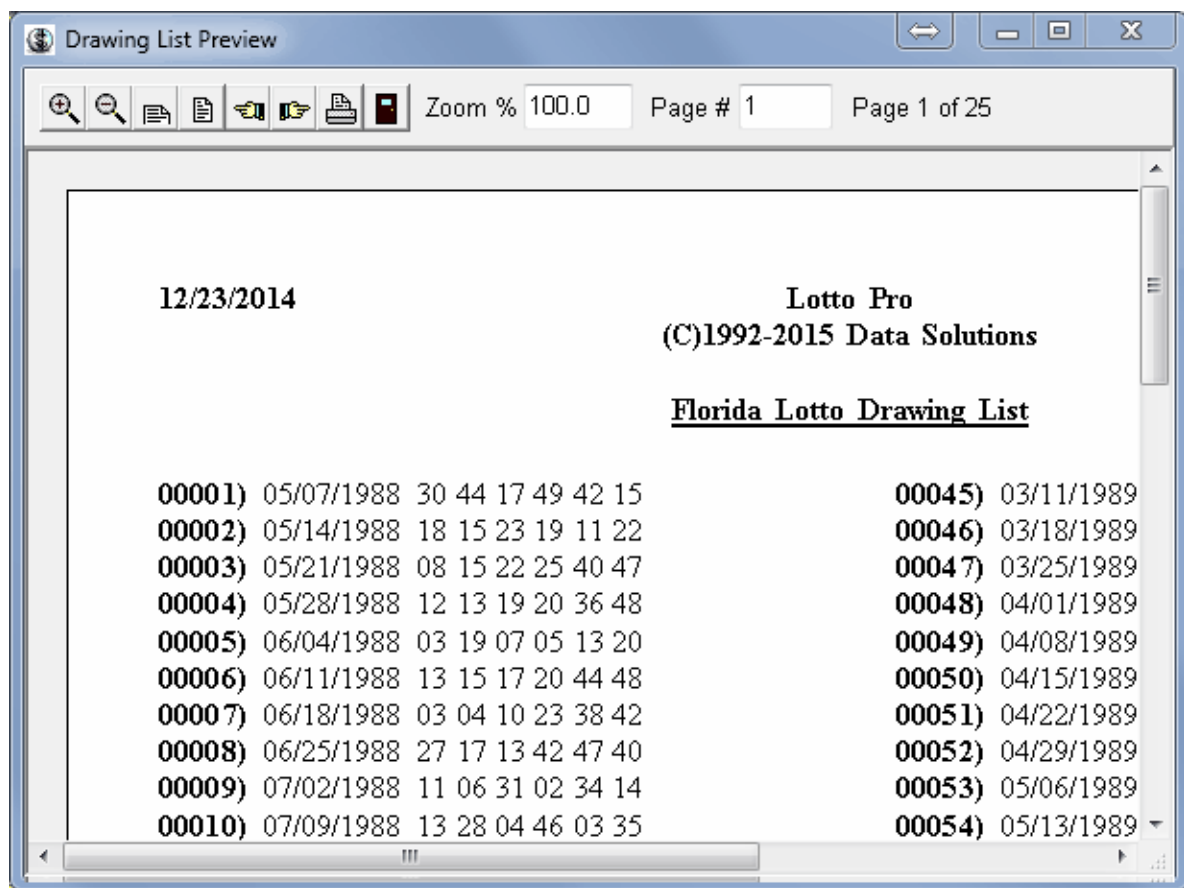 Drawing List Preview
Zoom % 100.0 Page # 1 Page 1 of 25
12/23/2014 Lotto Pro
(C)1992-2015 Data Solutions
Florida Lotto Drawing List
00001) 05/07/1988 30 44 17 49 42 15 00045) 03/11/1989
00002) 05/14/1988 18 15 23 19 11 22 00046) 03/18/1989
00003) 05/21/1988 08 15 22 25 40 47 00047) 03/25/1989
00004) 05/28/1988 12 13 19 20 36 48 00048) 04/01/1989
00005) 06/04/1988 03 19 07 05 13 20 00049) 04/08/1989
00006) 06/11/1988 13 15 17 20 44 48 00050) 04/15/1989
00007) 06/18/1988 03 04 10 23 38 42 00051) 04/22/1989
00008) 06/25/1988 27 17 13 42 47 40 00052) 04/29/1989
00009) 07/02/1988 11 06 31 02 34 14 00053) 05/06/1989
00010) 07/09/1988 13 28 04 46 03 35 00054) 05/13/1989